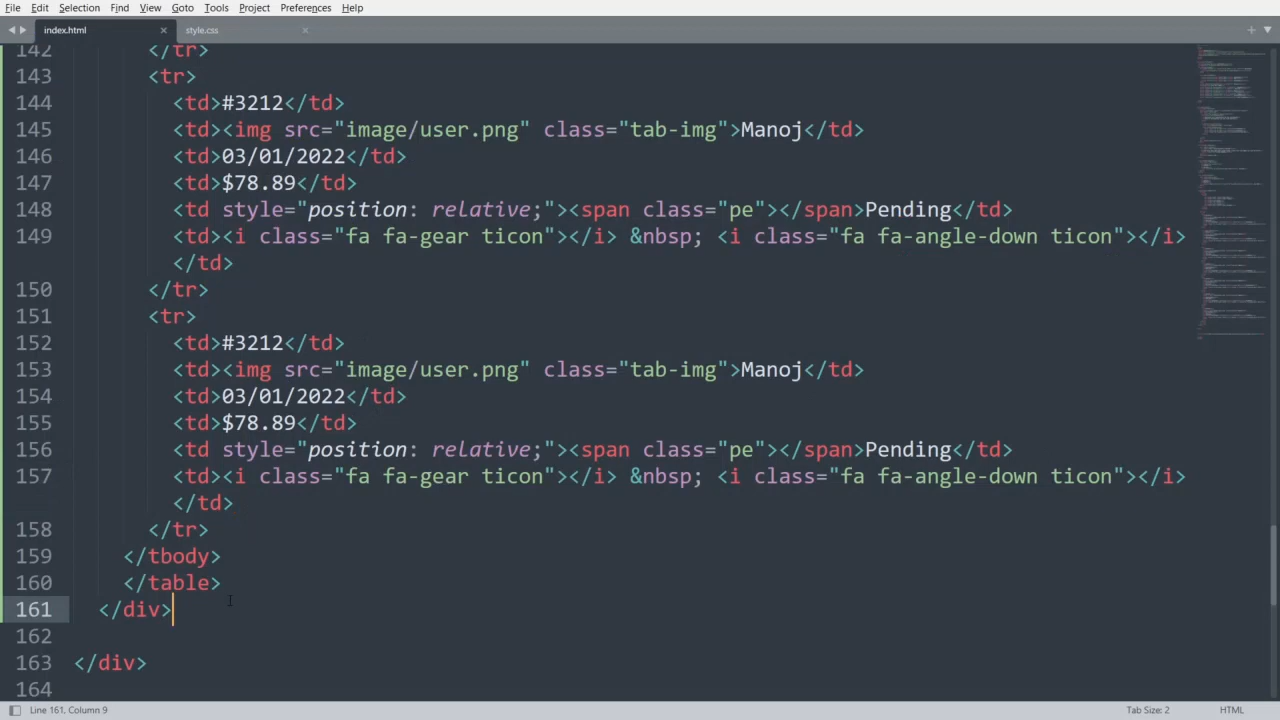 File Edit Selection Find View Goto Tools Project Preferences Help
index.html × style.css ×
142 </tr>
143 <tr>
144 <td>#3212</td>
145 <td><img src="image/user.png" class="tab-img">Manoj</td>
146 <td>03/01/2022</td>
147 <td>$78.89</td>
148 <td style="position: relative;"><span class="pe"></span>Pending</td>
149 <td><i class="fa fa-gear ticon"></i> &nbsp; <i class="fa fa-angle-down ticon"></i>
</td>
150 </tr>
151 <tr>
152 <td>#3212</td>
153 <td><img src="image/user.png" class="tab-img">Manoj</td>
154 <td>03/01/2022</td>
155 <td>$78.89</td>
156 <td style="position: relative;"><span class="pe"></span>Pending</td>
157 <td><i class="fa fa-gear ticon"></i> &nbsp; <i class="fa fa-angle-down ticon"></i>
</td>
158 </tr>
159 </tbody>
160 </table>
161 </div>
162
163 </div>
164
Line 161, Column 9 Tab Size: 2 HTML